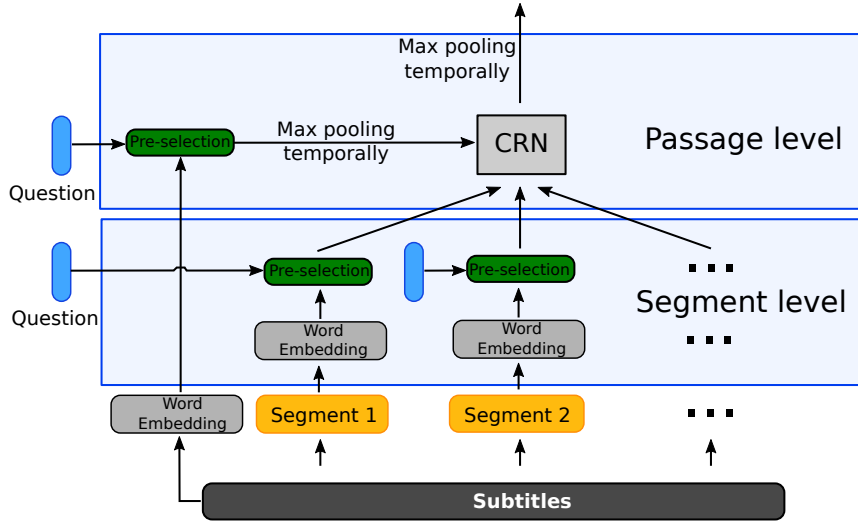 Max pooling
temporally
Pre-selection
Max pooling
temporally
CRN
Passage level
Question
Pre-selection
Pre-selection
Segment level
Question
Word
Embedding
Word
Embedding
Word
Embedding
Segment 1
Segment 2
Subtitles